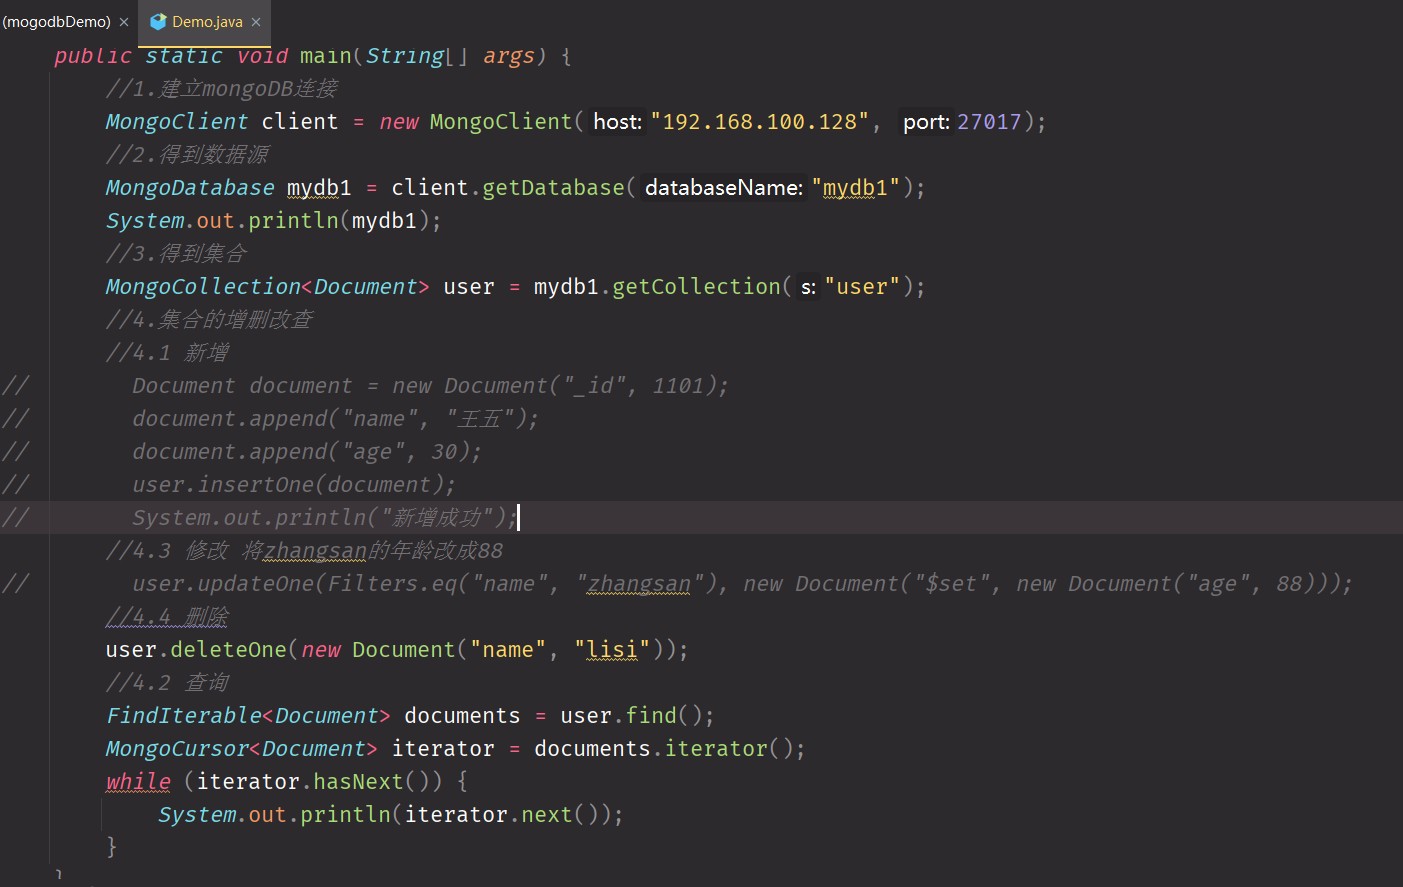 (mogodbDemo) ×  Demo.java ×
public static void main(String[] args) {
//1.建立mongoDB连接
MongoClient client = new MongoClient( host: "192.168.100.128",  port: 27017);
//2.得到数据源
MongoDatabase mydb1 = client.getDatabase( databaseName: "mydb1");
System.out.println(mydb1);
//3.得到集合
MongoCollection<Document> user = mydb1.getCollection( s: "user");
//4.集合的增删改查
//4.1 新增
// Document document = new Document("_id", 1101);
// document.append("name", "王五");
// document.append("age", 30);
// user.insertOne(document);
// System.out.println("新增成功");
//4.3 修改 将zhangsan的年龄改成88
// user.updateOne(Filters.eq("name", "zhangsan"), new Document("$set", new Document("age", 88)));
//4.4 删除
user.deleteOne(new Document("name", "lisi"));
//4.2 查询
FindIterable<Document> documents = user.find();
MongoCursor<Document> iterator = documents.iterator();
while (iterator.hasNext()) {
System.out.println(iterator.next());
}
}